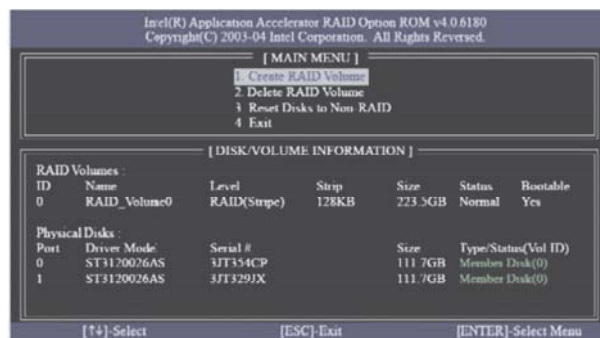 Intel(R) Application Accelerator RAID Option ROM v4.0.6180
Copyright(C) 2003-04 Intel Corporation. All Rights Reversed.
[ MAIN MENU ]
1. Create RAID Volume
2. Delete RAID Volume
3 Reset Disks to Non-RAID
4 Exit
[ DISK/VOLUME INFORMATION ]
RAID Volumes :
ID Name Level Strip Size Status Bootable
0 RAID_Volume0 RAID(Stripe) 128KB 223.5GB Normal Yes
Physical Disks :
Port Driver Model Serial # Size Type/Status(Vol ID)
0 ST3120026AS 3JT354CP 111.7GB Member Disk(0)
1 ST3120026AS 3JT329JX 111.7GB Member Disk(0)
[↑↓]-Select [ESC]-Exit [ENTER]-Select Menu